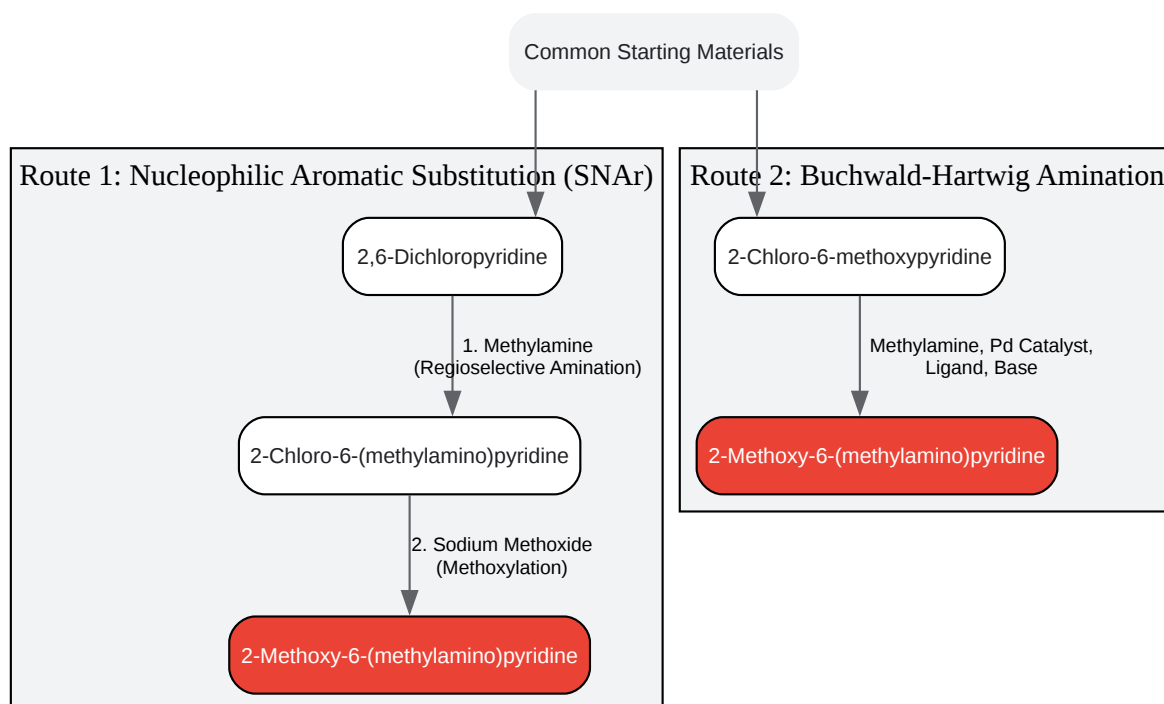 Common Starting Materials
Route 1: Nucleophilic Aromatic Substitution (SNAr)
2,6-Dichloropyridine
1. Methylamine
(Regioselective Amination)
2-Chloro-6-(methylamino)pyridine
2. Sodium Methoxide
(Methoxylation)
2-Methoxy-6-(methylamino)pyridine
Route 2: Buchwald-Hartwig Amination
2-Chloro-6-methoxypyridine
Methylamine, Pd Catalyst,
Ligand, Base
2-Methoxy-6-(methylamino)pyridine